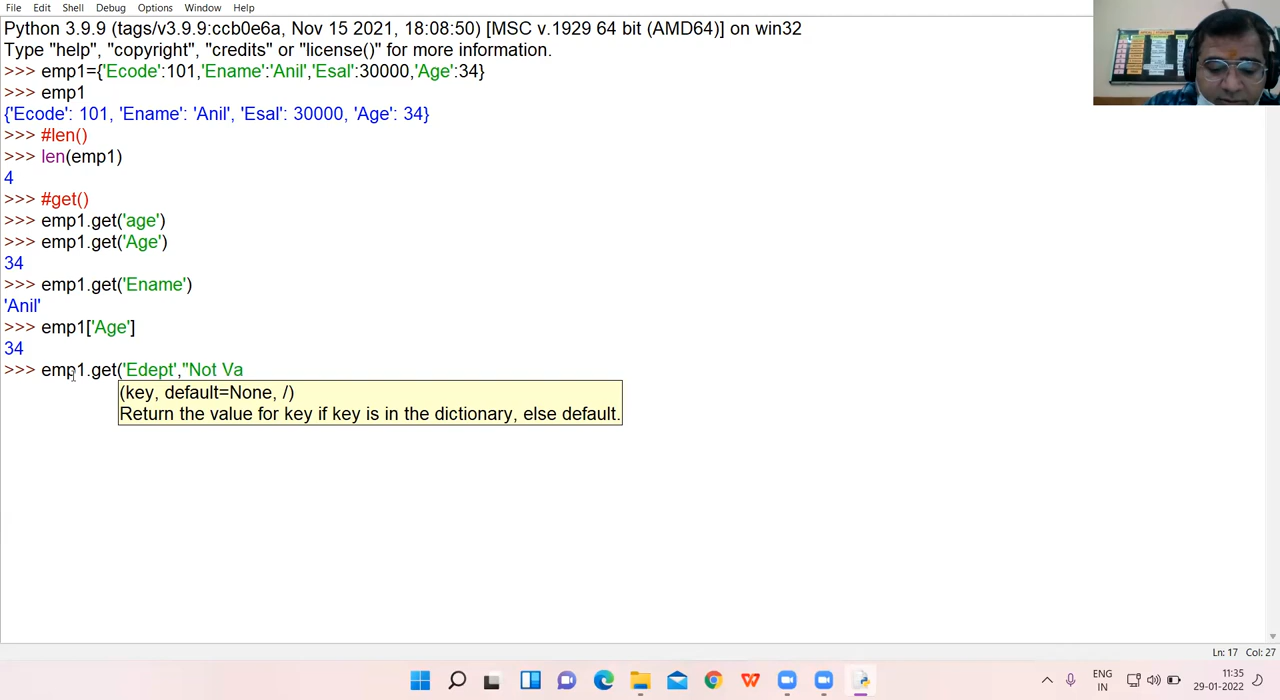 File Edit Shell Debug Options Window Help
Python 3.9.9 (tags/v3.9.9:ccb0e6a, Nov 15 2021, 18:08:50) [MSC v.1929 64 bit (AMD64)] on win32
Type "help", "copyright", "credits" or "license()" for more information.
>>> emp1={'Ecode':101,'Ename':'Anil','Esal':30000,'Age':34}
>>> emp1
{'Ecode': 101, 'Ename': 'Anil', 'Esal': 30000, 'Age': 34}
>>> #len()
>>> len(emp1)
4
>>> #get()
>>> emp1.get('age')
>>> emp1.get('Age')
34
>>> emp1.get('Ename')
'Anil'
>>> emp1['Age']
34
>>> emp1.get('Edept',"Not Va
(key, default=None, /)
Return the value for key if key is in the dictionary, else default.
Ln: 17 Col: 27
ENG
IN
11:35
29-01-2022